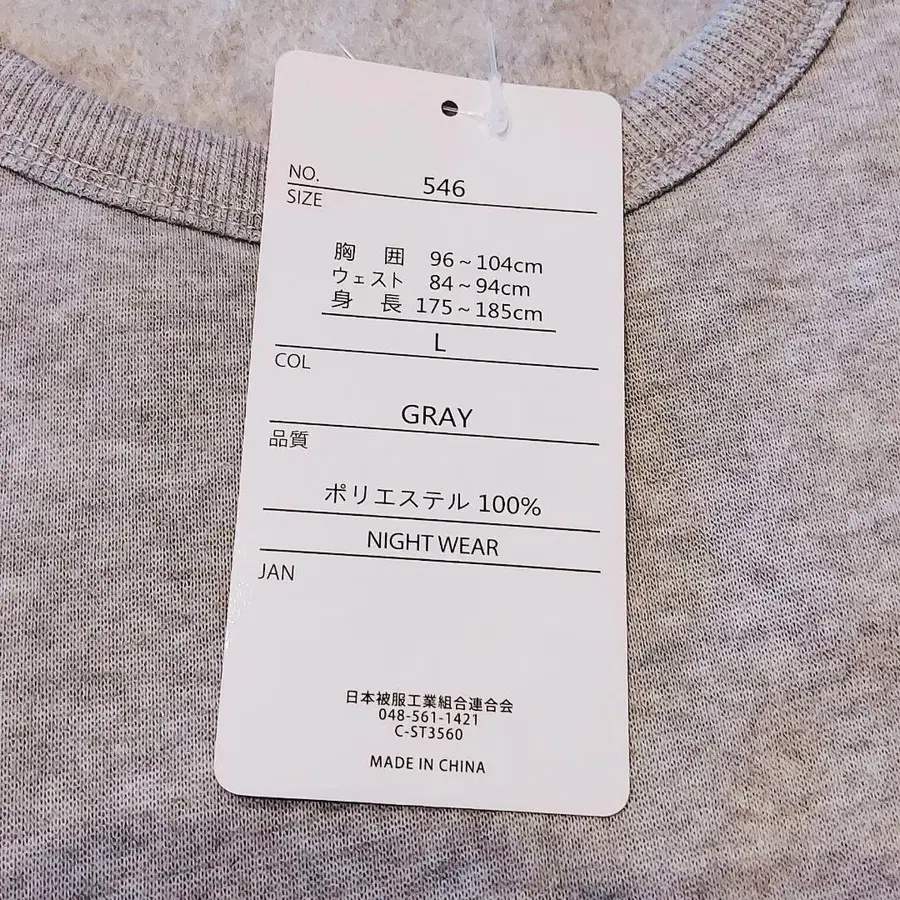 NO.
546
SIZE
胸 囲 96~104cm
ウェスト 84~94cm
身 長 175~185cm
L
COL
GRAY
品質
ポリエステル 100%
NIGHT WEAR
JAN
日本被服工業組合連合会
048-561-1421
C-ST3560
MADE IN CHINA